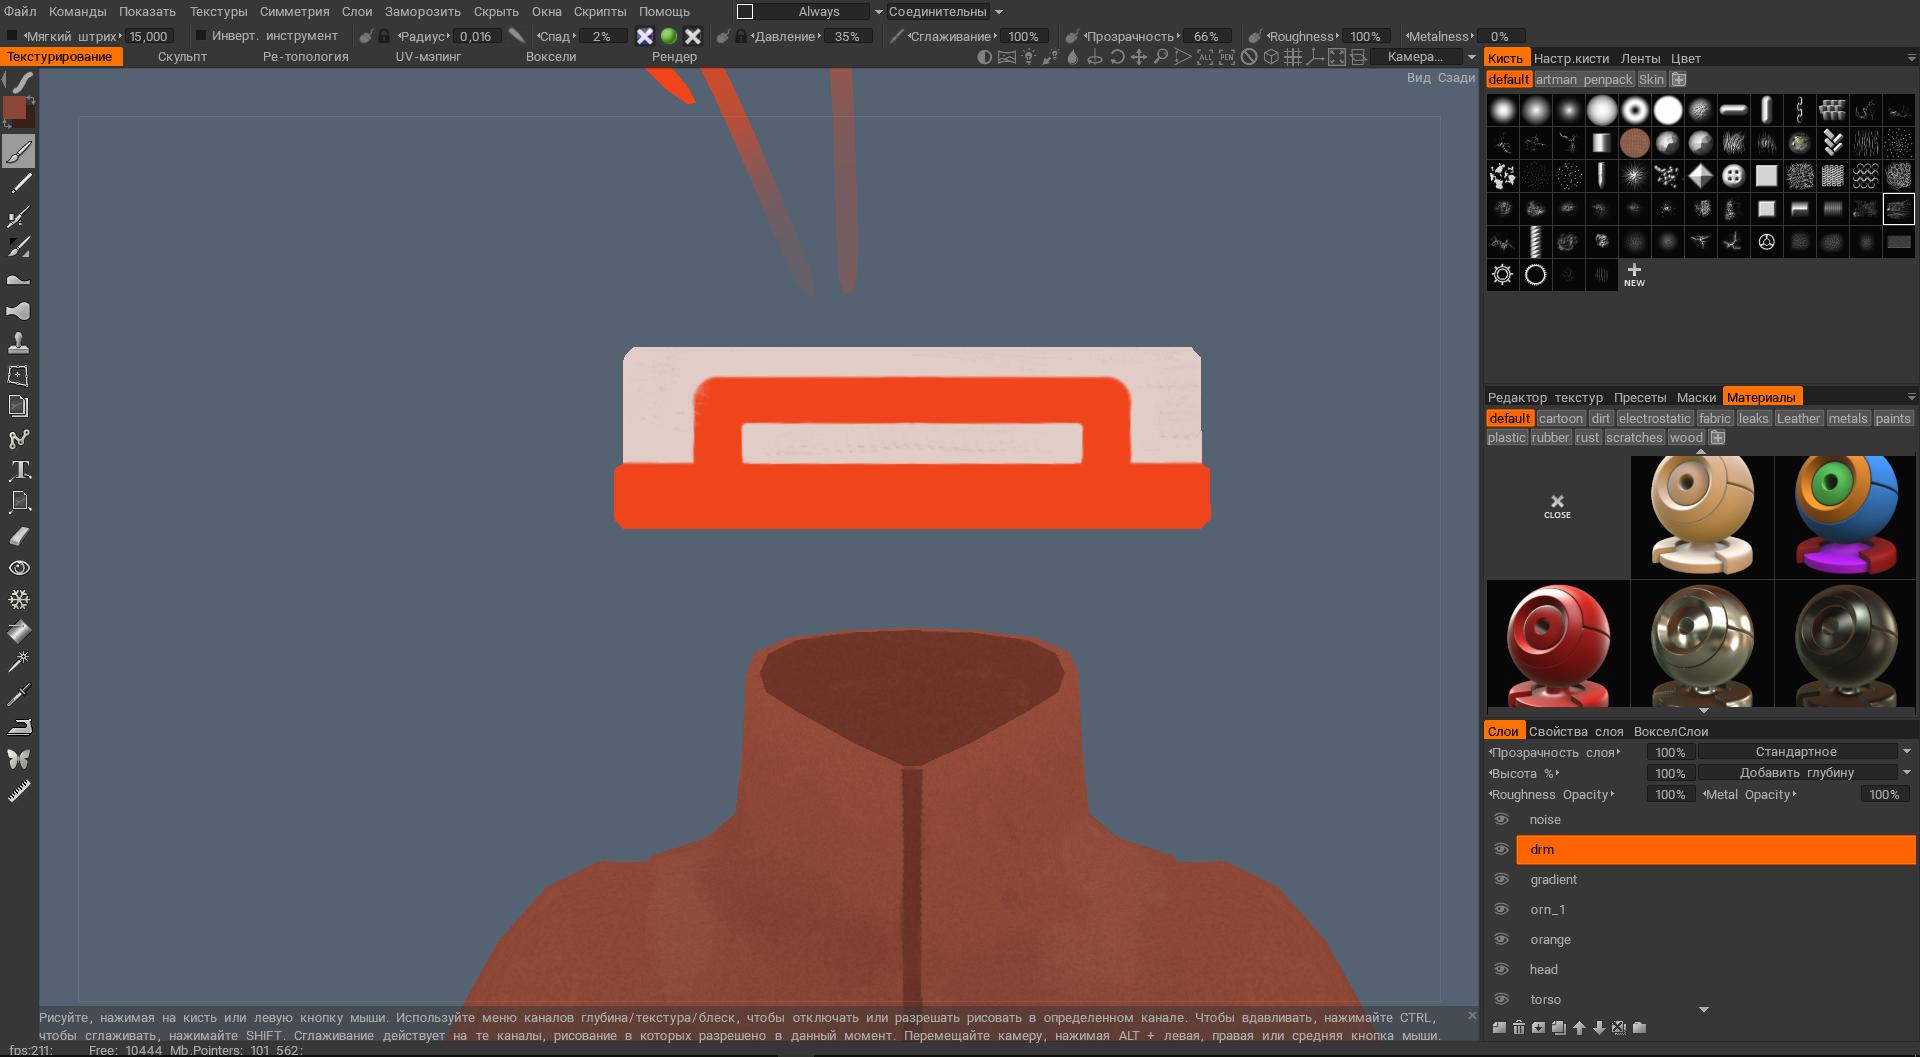 Файл Команды Показать Текстуры Симметрия Слои Заморозить Скрыть Окна Скрипты Помощь Always Соединительны
Мягкий штрих 15,000 Инверт. инструмент Радиус 0,016 Спад 2% Давление 35% Сглаживание 100% Прозрачность 66% Roughness 100% Metalness 0%
Текстурирование Скульпт Ре-топология UV-мэпинг Воксели Рендер ALL PEN Камера...
Вид Сзади
Кисть Настр.кисти Ленты Цвет
default artman penpack Skin
NEW
Редактор текстур Пресеты Маски Материалы
default cartoon dirt electrostatic fabric leaks Leather metals paints
plastic rubber rust scratches wood
CLOSE
Слои Свойства слоя ВокселСлои
Прозрачность слоя 100% Стандартное
Высота % 100% Добавить глубину
Roughness Opacity 100% Metal Opacity 100%
noise
drm
gradient
orn_1
orange
head
torso
Рисуйте, нажимая на кисть или левую кнопку мыши. Используйте меню каналов глубина/текстура/блеск, чтобы отключать или разрешать рисовать в определенном канале. Чтобы вдавливать, нажимайте CTRL,
чтобы сглаживать, нажимайте SHIFT. Сглаживание действует на те каналы, рисование в которых разрешено в данный момент. Перемещайте камеру, нажимая ALT + левая, правая или средняя кнопка мыши.
fps:211; Free: 10444 Mb,Pointers: 101 562;